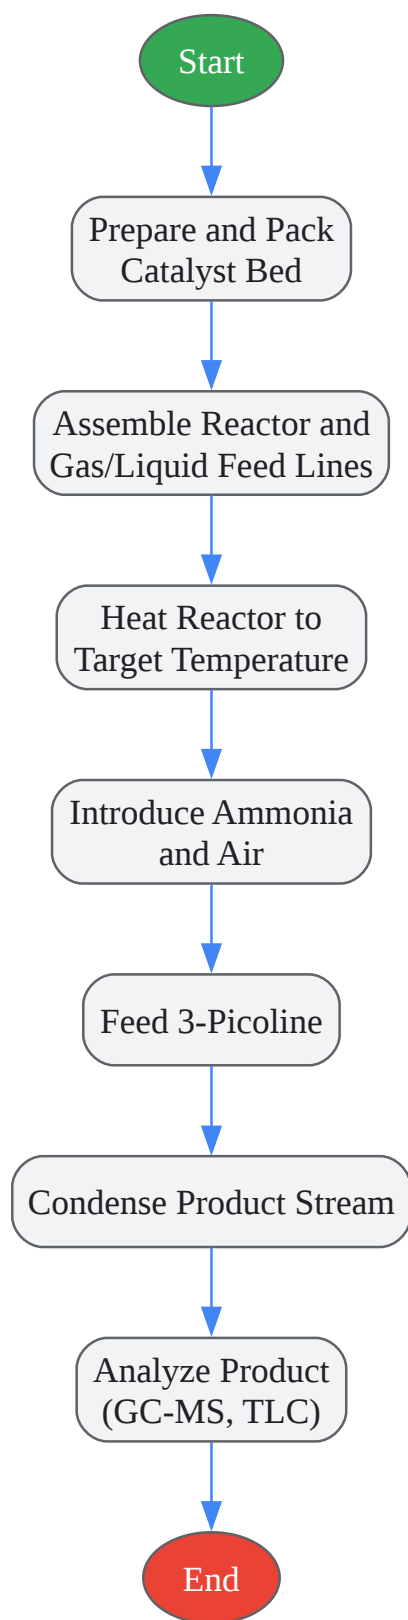 Start
Prepare and Pack
Catalyst Bed
Assemble Reactor and
Gas/Liquid Feed Lines
Heat Reactor to
Target Temperature
Introduce Ammonia
and Air
Feed 3-Picoline
Condense Product Stream
Analyze Product
(GC-MS, TLC)
End